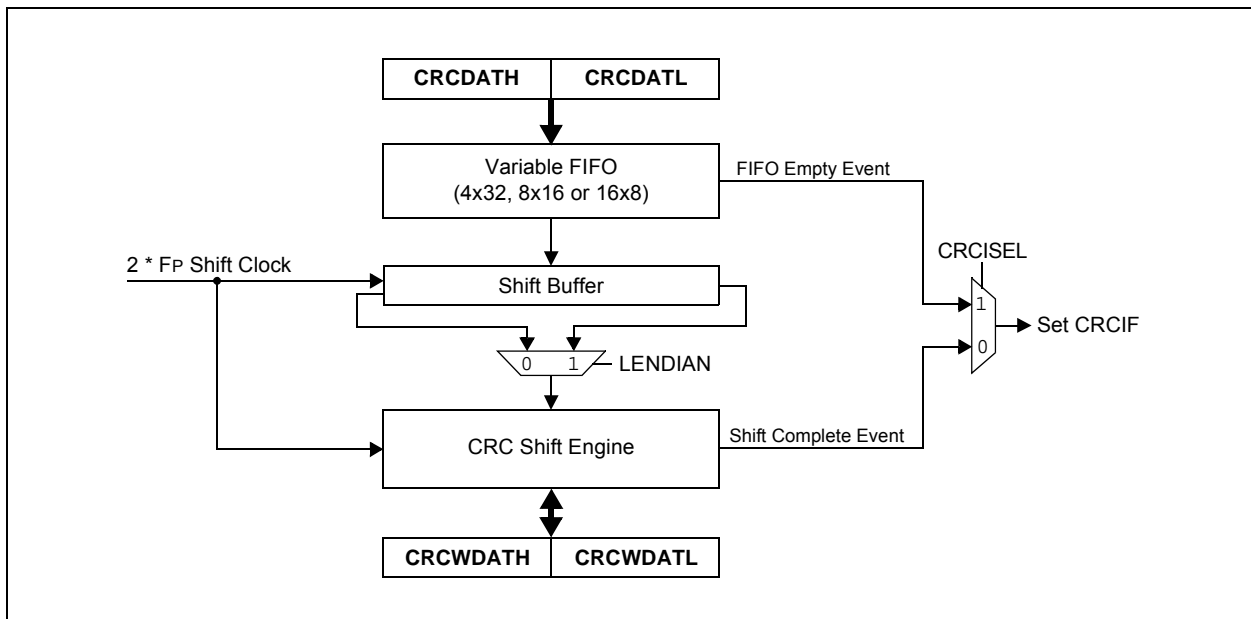 CRCDATH CRCDATL
Variable FIFO
(4x32, 8x16 or 16x8)
FIFO Empty Event
CRCISEL
2 * FP Shift Clock
Shift Buffer
1
Set CRCIF
0
0 1
LENDIAN
CRC Shift Engine
Shift Complete Event
CRCWDATH CRCWDATL